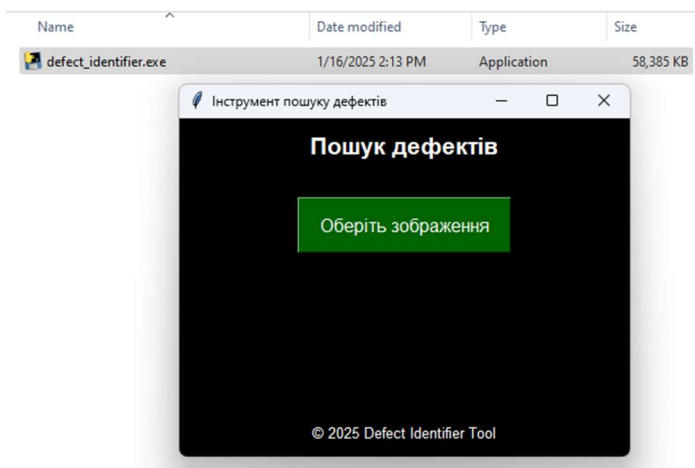 Name Date modified Type Size
defect_identifier.exe 1/16/2025 2:13 PM Application 58,385 KB
Інструмент пошуку дефектів
Пошук дефектів
Оберіть зображення
© 2025 Defect Identifier Tool